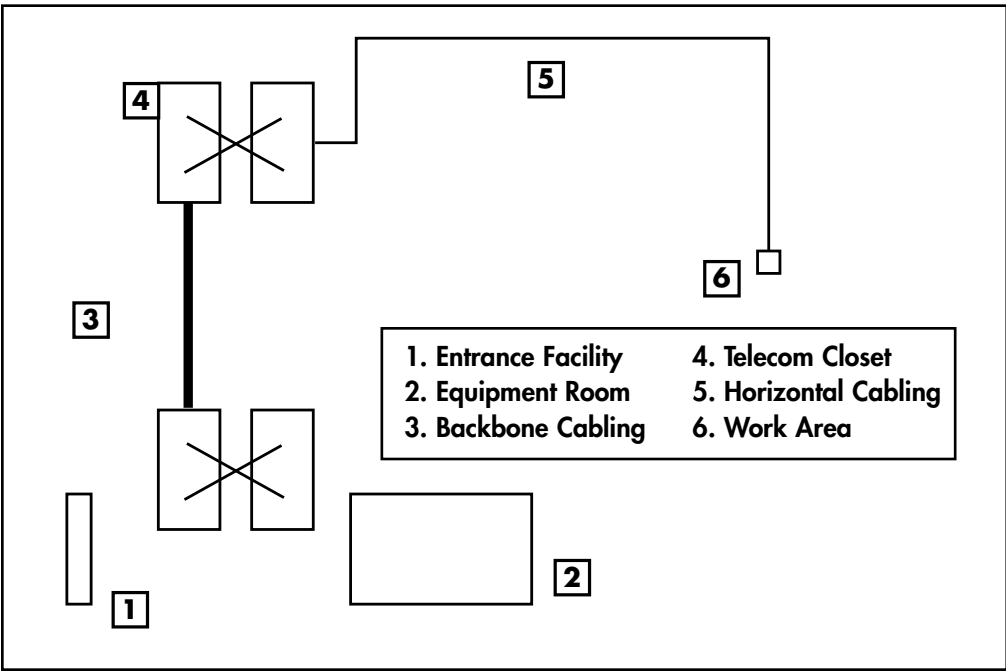 5
4
6
3
1. Entrance Facility
2. Equipment Room
3. Backbone Cabling
4. Telecom Closet
5. Horizontal Cabling
6. Work Area
2
1